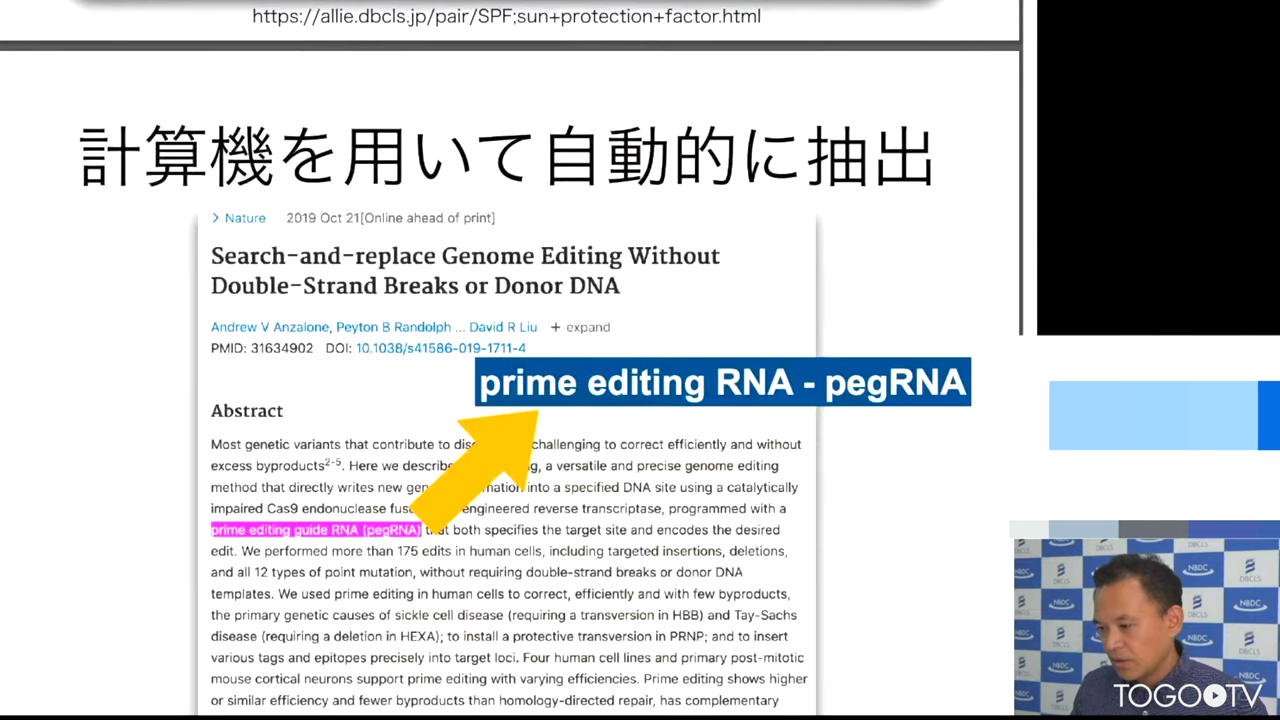 https://allie.dbcls.jp/pair/SPF;sun+protection+factor.html
計算機を用いて自動的に抽出
Nature 2019 Oct 21[Online ahead of print]
Search-and-replace Genome Editing Without
Double-Strand Breaks or Donor DNA
Andrew V Anzalone, Peyton B Randolph ... David R Liu + expand
PMID: 31634902 DOI: 10.1038/s41586-019-1711-4
prime editing RNA - pegRNA
Abstract
Most genetic variants that contribute to challenging to correct efficiently and without
excess byproducts2-5. Here we describe a versatile and precise genome editing
method that directly writes new into a specified DNA site using a catalytically
impaired Cas9 endonuclease engineered reverse transcriptase, programmed with a
prime editing guide RNA (pegRNA) that both specifies the target site and encodes the desired
edit. We performed more than 175 edits in human cells, including targeted insertions, deletions,
and all 12 types of point mutation, without requiring double-strand breaks or donor DNA
templates. We used prime editing in human cells to correct, efficiently and with few byproducts,
the primary genetic causes of sickle cell disease (requiring a transversion in HBB) and Tay-Sachs
disease (requiring a deletion in HEXA); to install a protective transversion in PRNP; and to insert
various tags and epitopes precisely into target loci. Four human cell lines and primary post-mitotic
mouse cortical neurons support prime editing with varying efficiencies. Prime editing shows higher
or similar efficiency and fewer byproducts than homology-directed repair, has complementary
NBDC
DBCLS
TOGOTV